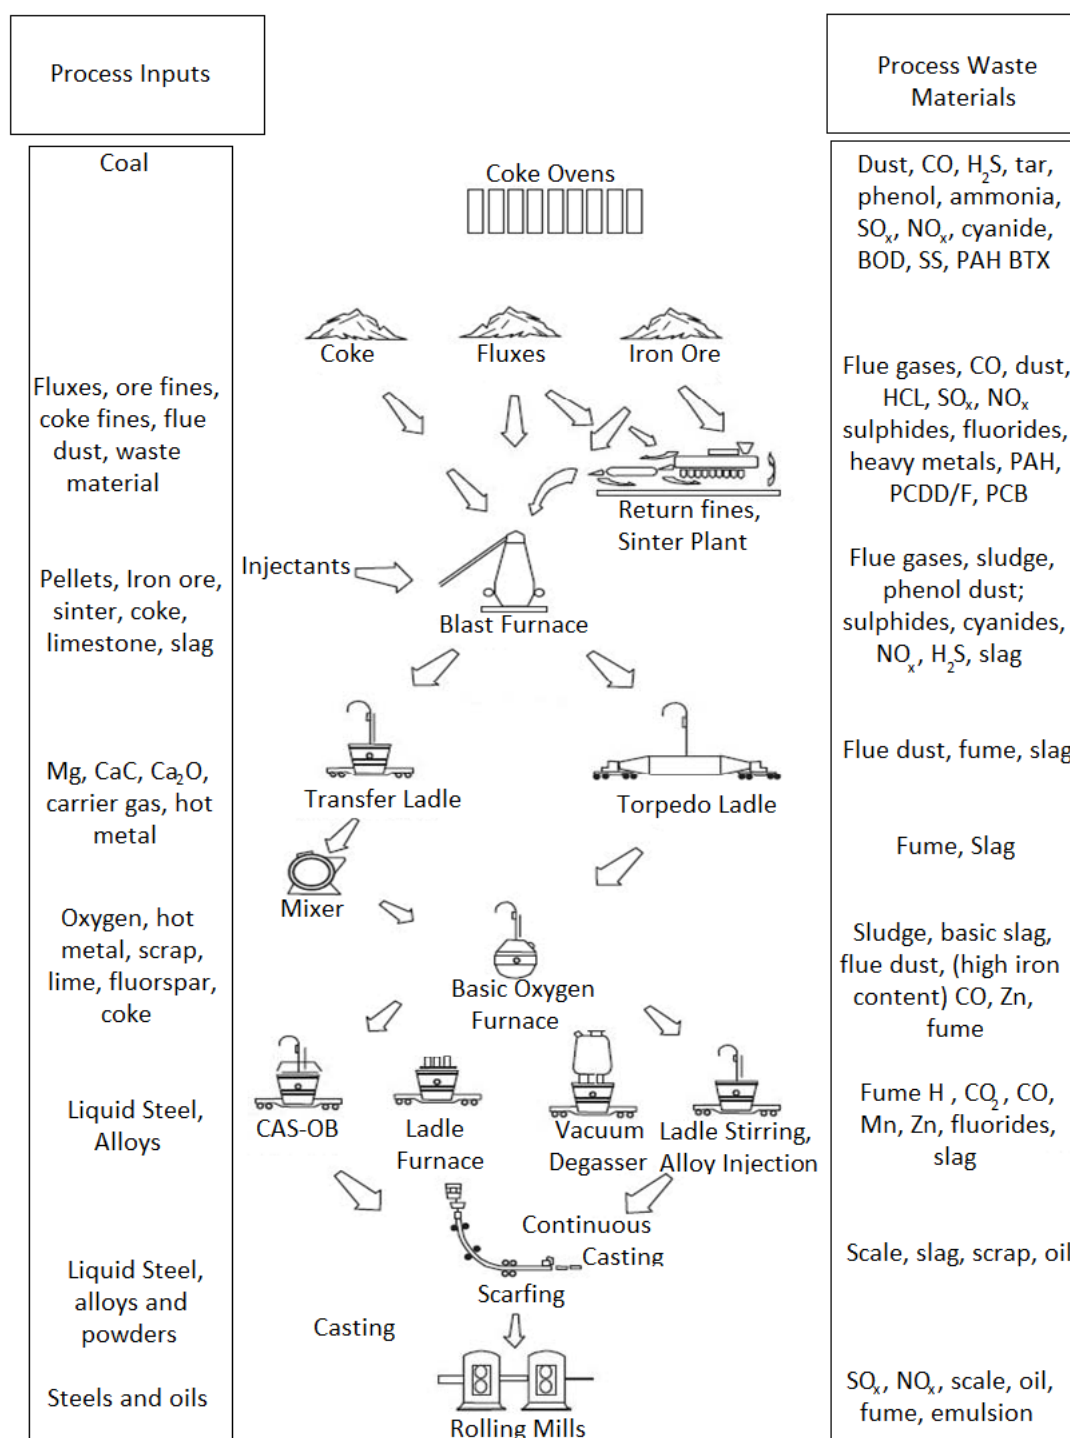 Process Inputs
Process Waste
Materials
Coal
Coke Ovens
Dust, CO, H₂S, tar,
phenol, ammonia,
SOₓ, NOₓ, cyanide,
BOD, SS, PAH BTX
Coke
Fluxes
Iron Ore
Fluxes, ore fines,
coke fines, flue
dust, waste
material
Flue gases, CO, dust,
HCL, SOₓ, NOₓ
sulphides, fluorides,
heavy metals, PAH,
PCDD/F, PCB
Return fines,
Sinter Plant
Injectants
Pellets, Iron ore,
sinter, coke,
limestone, slag
Blast Furnace
Flue gases, sludge,
phenol dust;
sulphides, cyanides,
NOₓ, H₂S, slag
Mg, CaC, Ca₂O,
carrier gas, hot
metal
Transfer Ladle
Torpedo Ladle
Flue dust, fume, slag
Mixer
Fume, Slag
Oxygen, hot
metal, scrap,
lime, fluorspar,
coke
Basic Oxygen
Furnace
Sludge, basic slag,
flue dust, (high iron
content) CO, Zn,
fume
Liquid Steel,
Alloys
CAS-OB
Ladle
Furnace
Vacuum
Degasser
Ladle Stirring,
Alloy Injection
Fume H , CO₂ , CO,
Mn, Zn, fluorides,
slag
Continuous
Casting
Scarfing
Liquid Steel,
alloys and
powders
Casting
Scale, slag, scrap, oil
Steels and oils
Rolling Mills
SOₓ, NOₓ, scale, oil,
fume, emulsion